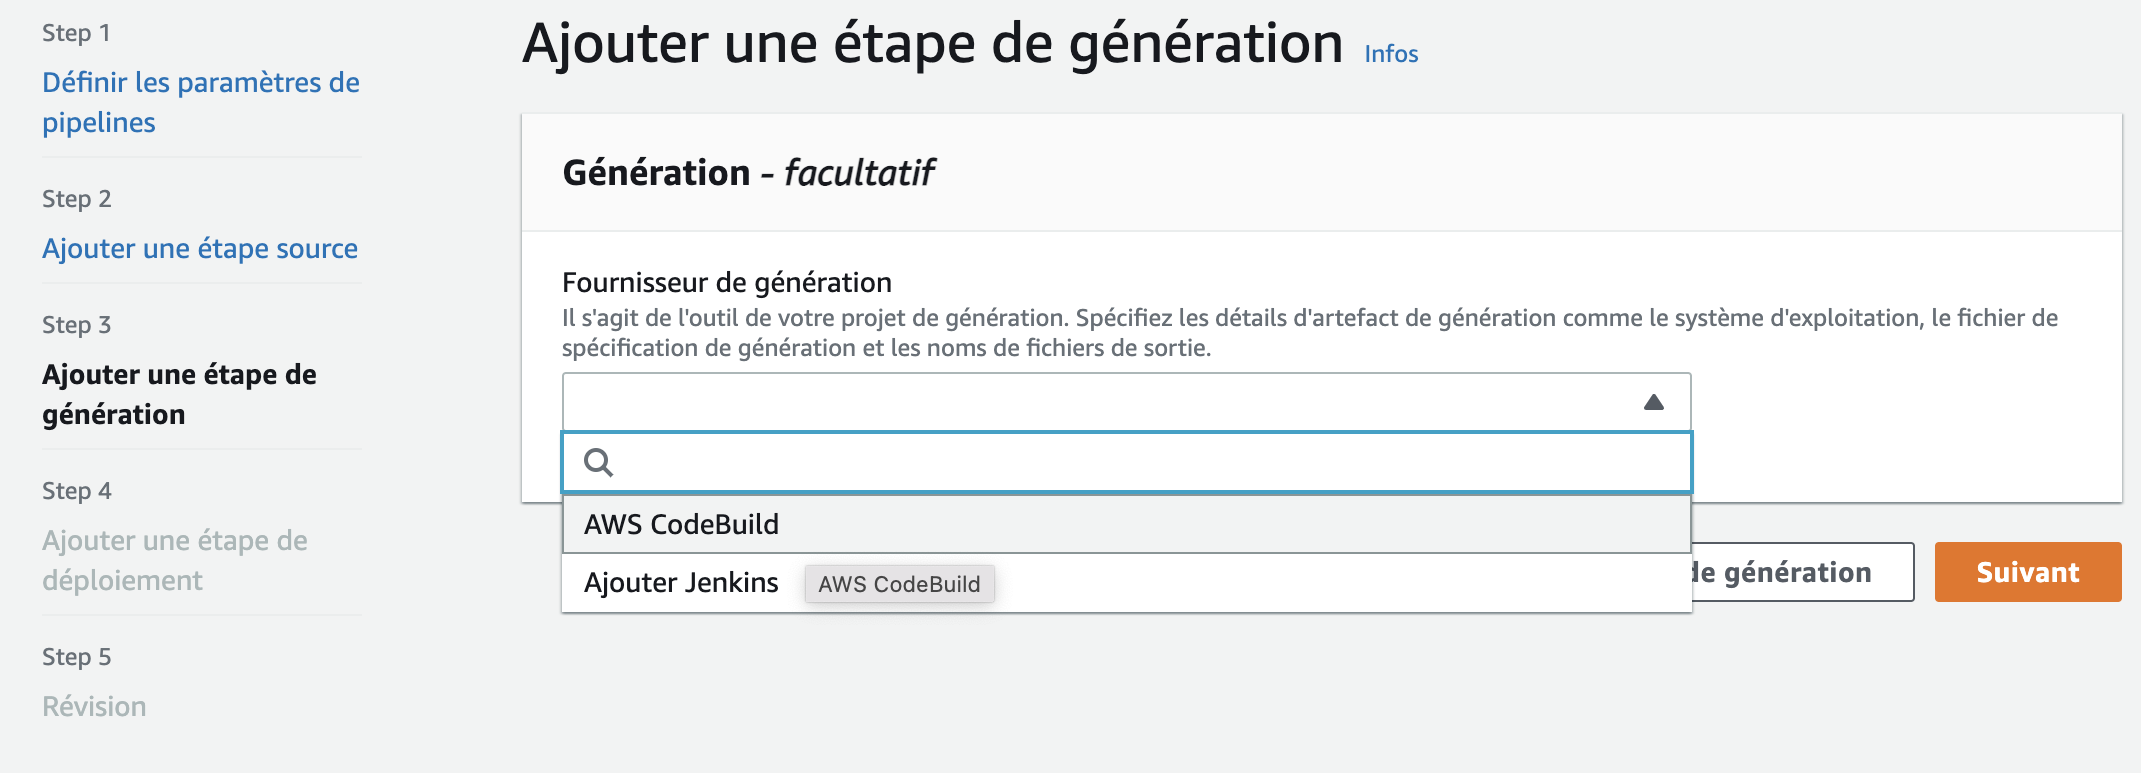 Step 1
Définir les paramètres de
pipelines
Step 2
Ajouter une étape source
Step 3
Ajouter une étape de
génération
Step 4
Ajouter une étape de
déploiement
Step 5
Révision
Ajouter une étape de génération Infos
Génération - facultatif
Fournisseur de génération
Il s'agit de l'outil de votre projet de génération. Spécifiez les détails d'artefact de génération comme le système d'exploitation, le fichier de
spécification de génération et les noms de fichiers de sortie.
AWS CodeBuild
Ajouter Jenkins AWS CodeBuild
de génération
Suivant